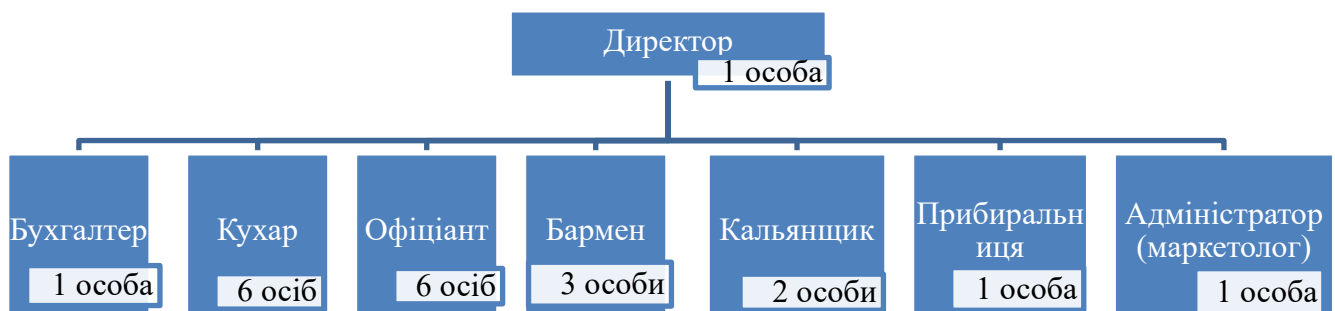 Директор
1 особа
Бухгалтер
1 особа
Кухар
6 осіб
Офіціант
6 осіб
Бармен
3 особи
Кальянщик
2 особи
Прибиральн
иця
1 особа
Адміністратор
(маркетолог)
1 особа